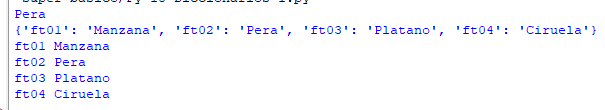 Pera
{'ft01': 'Manzana', 'ft02': 'Pera', 'ft03': 'Platano', 'ft04': 'Ciruela'}
ft01 Manzana
ft02 Pera
ft03 Platano
ft04 Ciruela